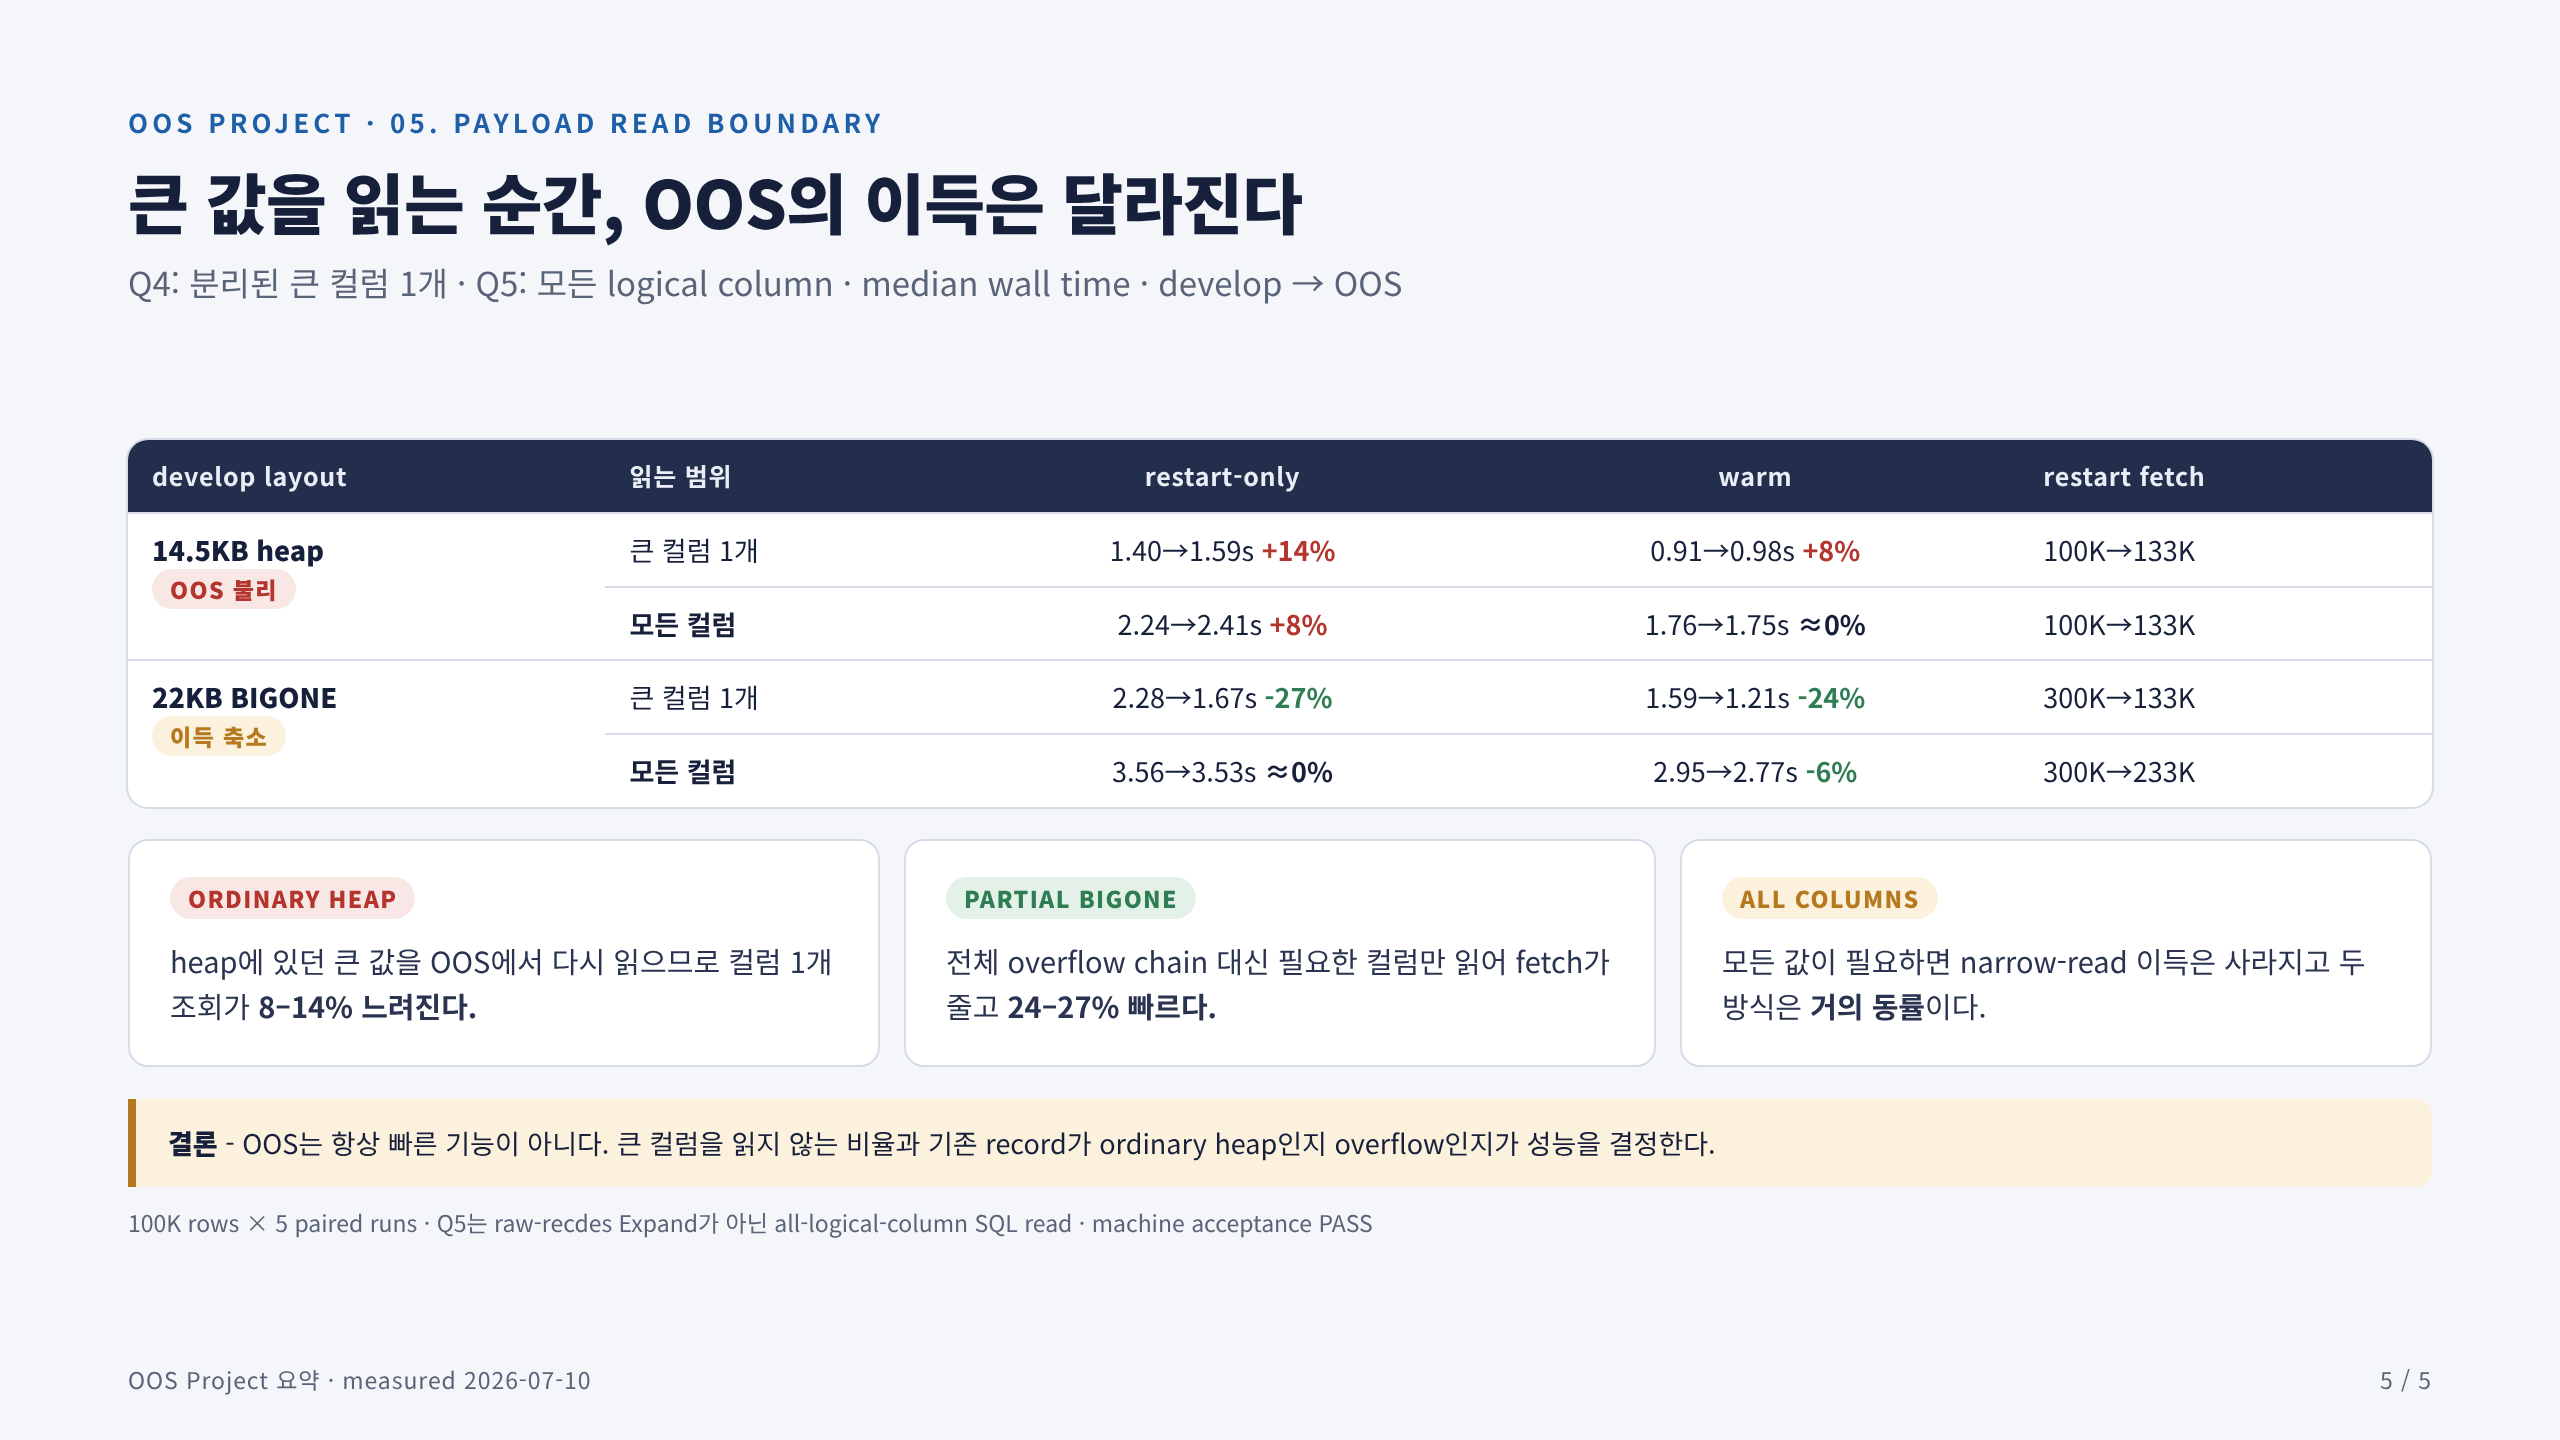 OOS PROJECT · 05. PAYLOAD READ BOUNDARY
큰 값을 읽는 순간, OOS의 이득은 달라진다
Q4: 분리된 큰 컬럼 1개 · Q5: 모든 logical column · median wall time · develop → OOS
develop layout 읽는 범위 restart-only warm restart fetch
14.5KB heap 큰 컬럼 1개 1.40→1.59s +14% 0.91→0.98s +8% 100K→133K
OOS 불리
모든 컬럼 2.24→2.41s +8% 1.76→1.75s ≈0% 100K→133K
22KB BIGONE 큰 컬럼 1개 2.28→1.67s -27% 1.59→1.21s -24% 300K→133K
이득 축소
모든 컬럼 3.56→3.53s ≈0% 2.95→2.77s -6% 300K→233K
ORDINARY HEAP
heap에 있던 큰 값을 OOS에서 다시 읽으므로 컬럼 1개
조회가 8–14% 느려진다.
PARTIAL BIGONE
전체 overflow chain 대신 필요한 컬럼만 읽어 fetch가
줄고 24–27% 빠르다.
ALL COLUMNS
모든 값이 필요하면 narrow-read 이득은 사라지고 두
방식은 거의 동률이다.
결론 - OOS는 항상 빠른 기능이 아니다. 큰 컬럼을 읽지 않는 비율과 기존 record가 ordinary heap인지 overflow인지가 성능을 결정한다.
100K rows × 5 paired runs · Q5는 raw-recdes Expand가 아닌 all-logical-column SQL read · machine acceptance PASS
OOS Project 요약 · measured 2026-07-10
5 / 5